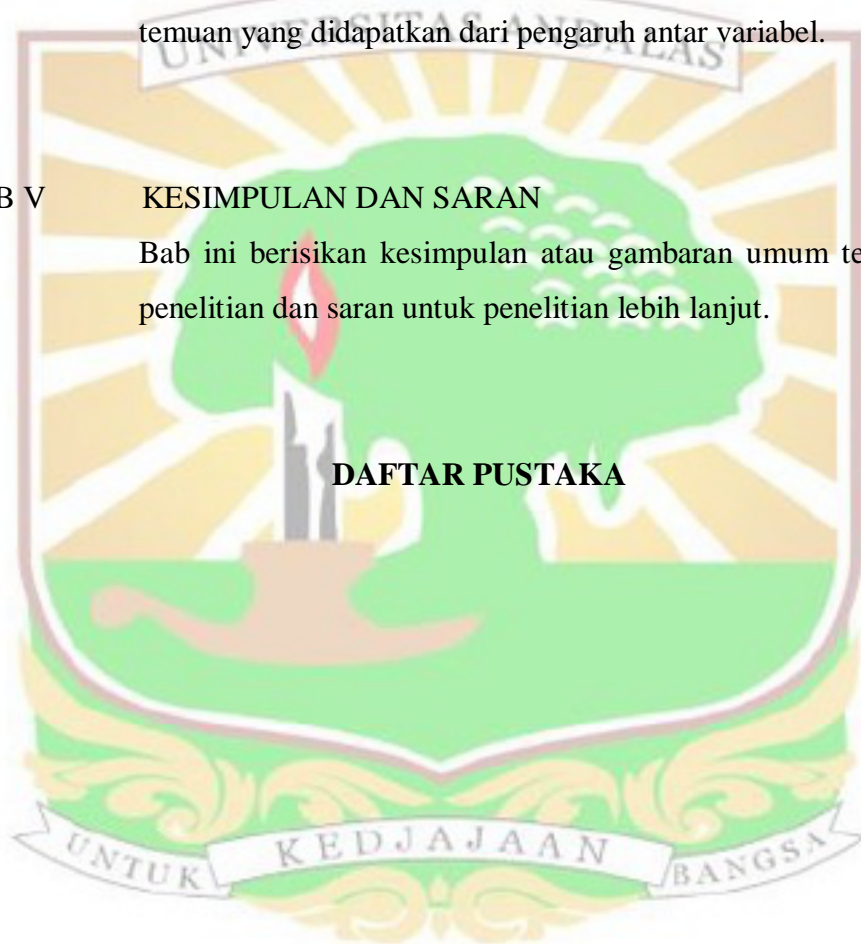 temuan yang didapatkan dari pengaruh antar variabel.
UNIVERSITAS ANDALAS
B V KESIMPULAN DAN SARAN
Bab ini berisikan kesimpulan atau gambaran umum te
penelitian dan saran untuk penelitian lebih lanjut.
DAFTAR PUSTAKA
UNTUK KEDJAJAAN BANGSA